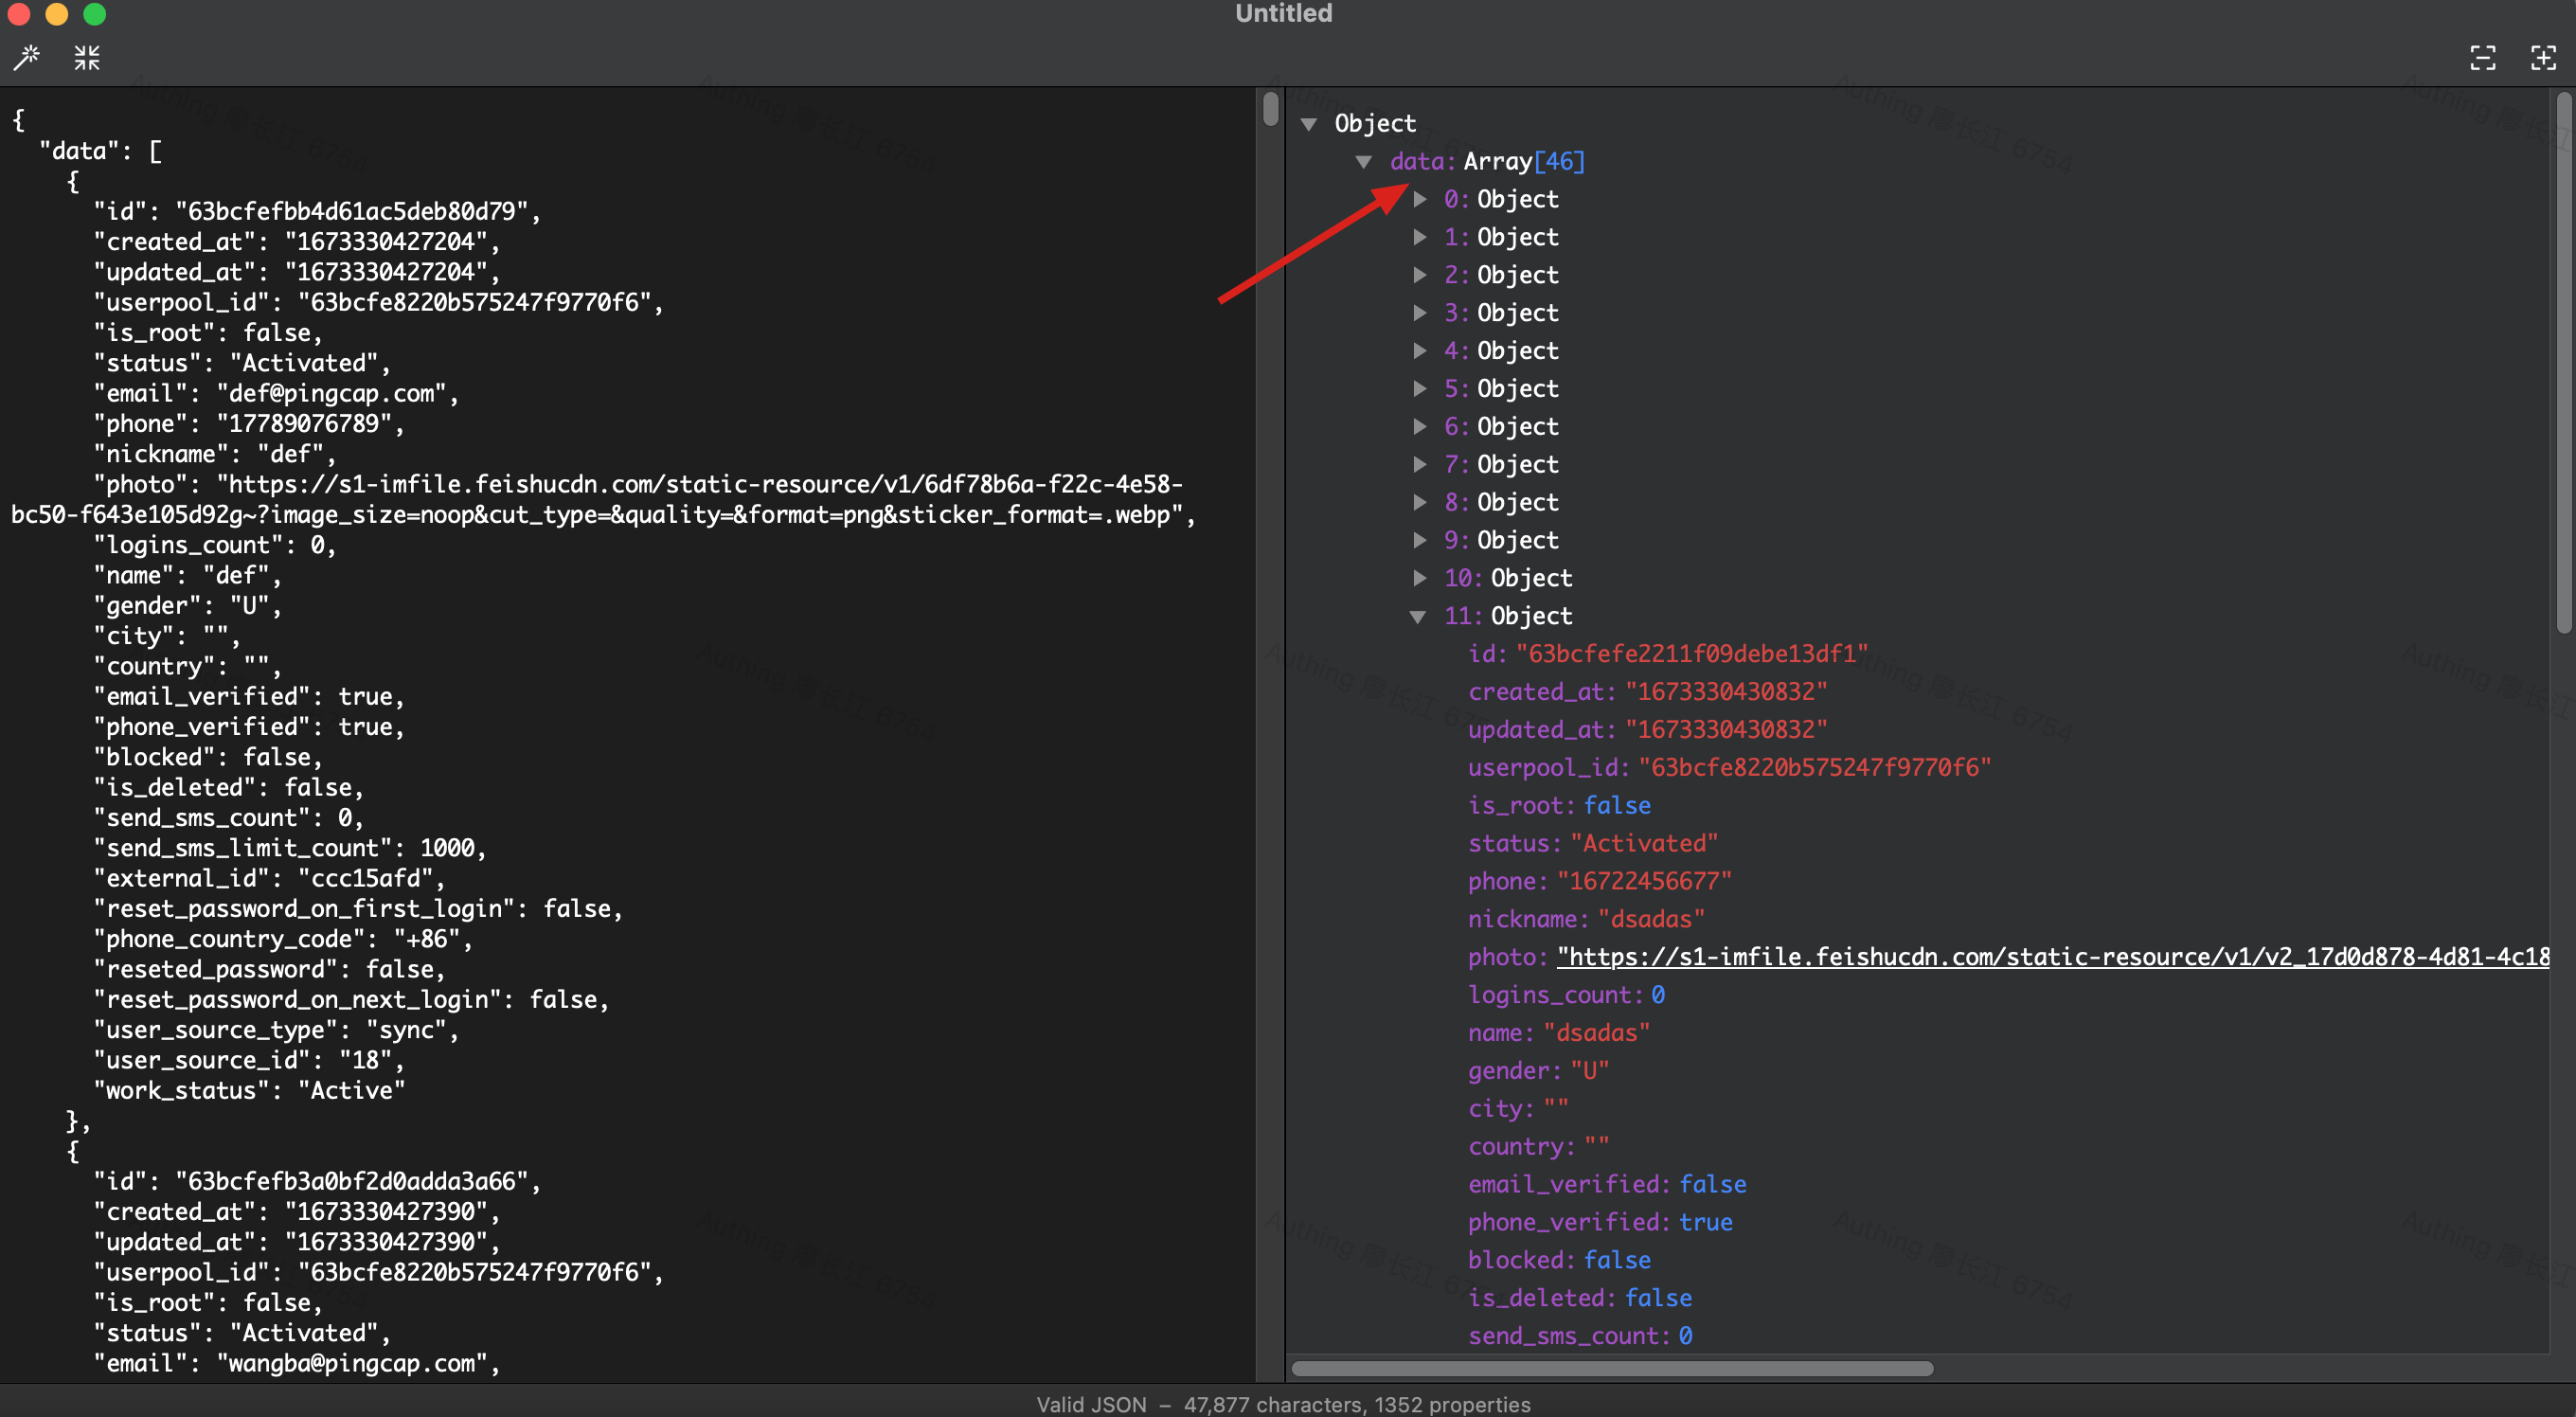 Untitled
{
"data": [
{
"id": "63bcfefbb4d61ac5deb80d79",
"created_at": "1673330427204",
"updated_at": "1673330427204",
"userpool_id": "63bcfe8220b575247f9770f6",
"is_root": false,
"status": "Activated",
"email": "def@pingcap.com",
"phone": "17789076789",
"nickname": "def",
"photo": "https://s1-imfile.feishucdn.com/static-resource/v1/6df78b6a-f22c-4e58-
bc50-f643e105d92g~?image_size=noop&cut_type=&quality=&format=png&sticker_format=.webp",
"logins_count": 0,
"name": "def",
"gender": "U",
"city": "",
"country": "",
"email_verified": true,
"phone_verified": true,
"blocked": false,
"is_deleted": false,
"send_sms_count": 0,
"send_sms_limit_count": 1000,
"external_id": "ccc15afd",
"reset_password_on_first_login": false,
"phone_country_code": "+86",
"reseted_password": false,
"reset_password_on_next_login": false,
"user_source_type": "sync",
"user_source_id": "18",
"work_status": "Active"
},
{
"id": "63bcfefb3a0bf2d0adda3a66",
"created_at": "1673330427390",
"updated_at": "1673330427390",
"userpool_id": "63bcfe8220b575247f9770f6",
"is_root": false,
"status": "Activated",
"email": "wangba@pingcap.com",
Object
data: Array[46]
0: Object
1: Object
2: Object
3: Object
4: Object
5: Object
6: Object
7: Object
8: Object
9: Object
10: Object
11: Object
id: "63bcfefe2211f09debe13df1"
created_at: "1673330430832"
updated_at: "1673330430832"
userpool_id: "63bcfe8220b575247f9770f6"
is_root: false
status: "Activated"
phone: "16722456677"
nickname: "dsadas"
photo: "https://s1-imfile.feishucdn.com/static-resource/v1/v2_17d0d878-4d81-4c18
logins_count: 0
name: "dsadas"
gender: "U"
city: ""
country: ""
email_verified: false
phone_verified: true
blocked: false
is_deleted: false
send_sms_count: 0
Valid JSON – 47,877 characters, 1352 properties
Authing 廖长江 6754